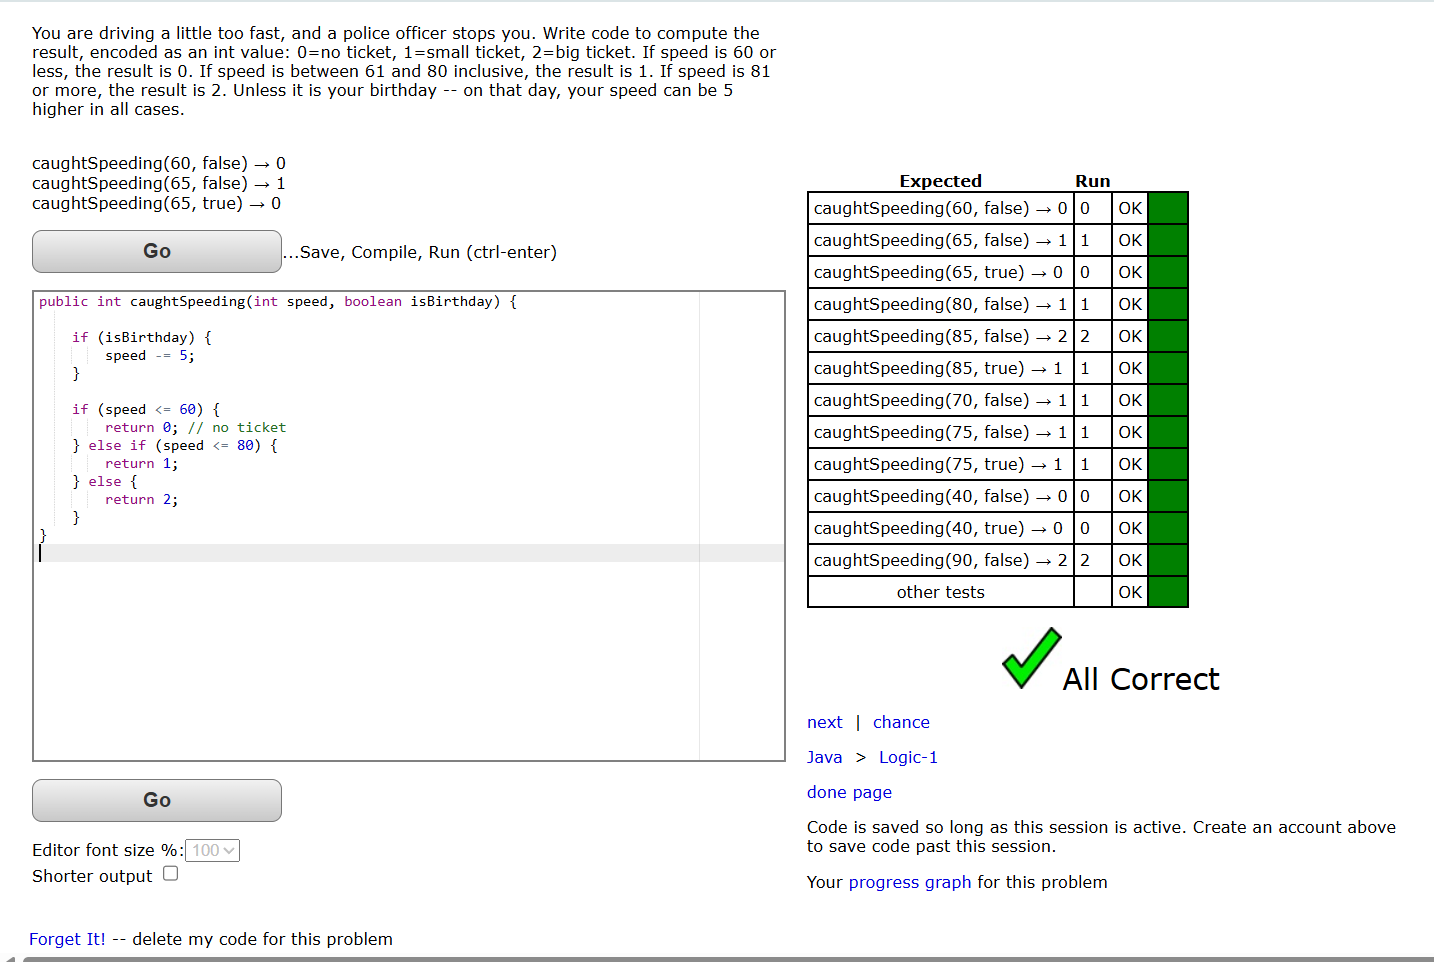 You are driving a little too fast, and a police officer stops you. Write code to compute the
result, encoded as an int value: 0=no ticket, 1=small ticket, 2=big ticket. If speed is 60 or
less, the result is 0. If speed is between 61 and 80 inclusive, the result is 1. If speed is 81
or more, the result is 2. Unless it is your birthday -- on that day, your speed can be 5
higher in all cases.
caughtSpeeding(60, false) → 0
caughtSpeeding(65, false) → 1
caughtSpeeding(65, true) → 0
Go
...Save, Compile, Run (ctrl-enter)
public int caughtSpeeding(int speed, boolean isBirthday) {
if (isBirthday) {
speed -= 5;
}
if (speed <= 60) {
return 0; // no ticket
} else if (speed <= 80) {
return 1;
} else {
return 2;
}
}
Go
Editor font size %: 100
Shorter output
Forget It! -- delete my code for this problem
Expected Run
caughtSpeeding(60, false) → 0 0 OK
caughtSpeeding(65, false) → 1 1 OK
caughtSpeeding(65, true) → 0 0 OK
caughtSpeeding(80, false) → 1 1 OK
caughtSpeeding(85, false) → 2 2 OK
caughtSpeeding(85, true) → 1 1 OK
caughtSpeeding(70, false) → 1 1 OK
caughtSpeeding(75, false) → 1 1 OK
caughtSpeeding(75, true) → 1 1 OK
caughtSpeeding(40, false) → 0 0 OK
caughtSpeeding(40, true) → 0 0 OK
caughtSpeeding(90, false) → 2 2 OK
other tests OK
All Correct
next | chance
Java > Logic-1
done page
Code is saved so long as this session is active. Create an account above
to save code past this session.
Your progress graph for this problem